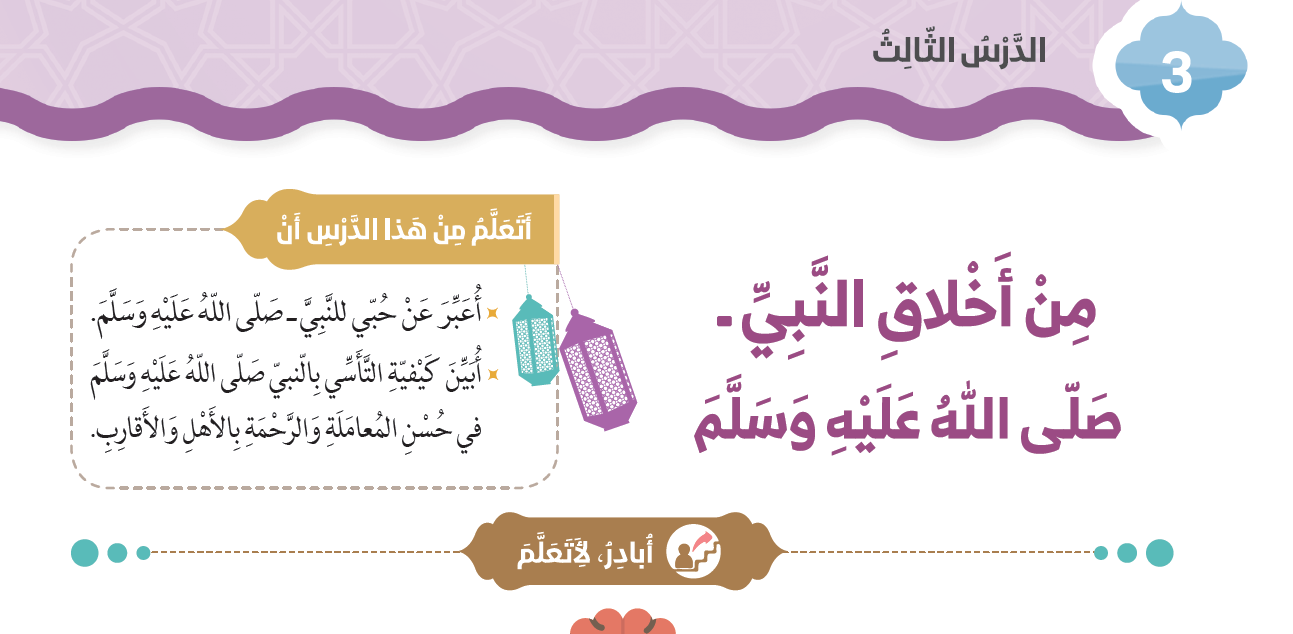 3
الدَّرْسُ الثّالِثُ
مِنْ أَخْلاقِ النَّبِيِّ -
صَلّى اللهُ عَلَيْهِ وَسَلَّمَ
أَتَعَلَّمُ مِنْ هَذا الدَّرْسِ أَنْ
أُعَبِّرَ عَنْ حُبّي للنَّبِيَّ - صَلّى اللّهُ عَلَيْهِ وَسَلَّمَ.
أُبَيِّنَ كَيْفيّةِ التَّأَسِّي بِالنّبيّ صَلّى اللّهُ عَلَيْهِ وَسَلَّمَ
في حُسْنِ المُعامَلَةِ وَالرَّحْمَةِ بِالأَهْلِ وَالأَقارِبِ.
أُبادِرُ، لِأَتَعَلَّمَ